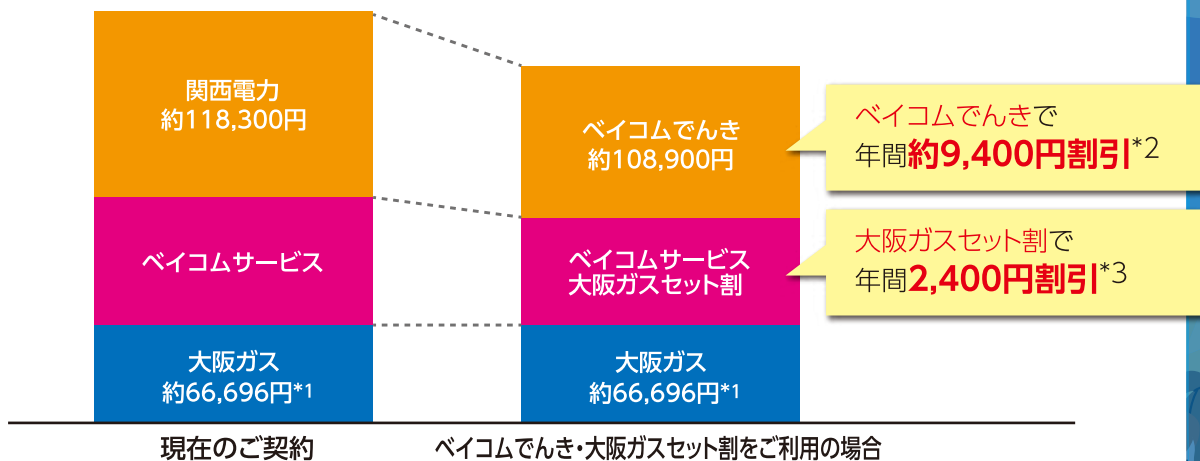 関西電力
約118,300円
ベイコムサービス
大阪ガス
約66,696円*1
現在のご契約
ベイコムでんき
約108,900円
ベイコムサービス
大阪ガスセット割
大阪ガス
約66,696円*1
ベイコムでんき・大阪ガスセット割をご利用の場合
ベイコムでんきで
年間約9,400円割引*2
大阪ガスセット割で
年間2,400円割引*3